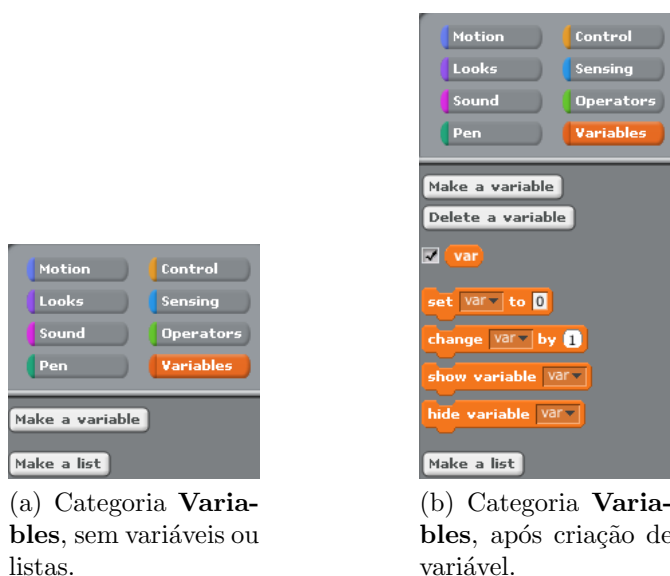 Motion Control
Looks Sensing
Sound Operators
Pen Variables
Make a variable
Make a list
(a) Categoria Varia-
bles, sem variáveis ou
listas.
Motion Control
Looks Sensing
Sound Operators
Pen Variables
Make a variable
Delete a variable
var
set var to 0
change var by 1
show variable var
hide variable var
Make a list
(b) Categoria Varia-
bles, após criação de
variável.